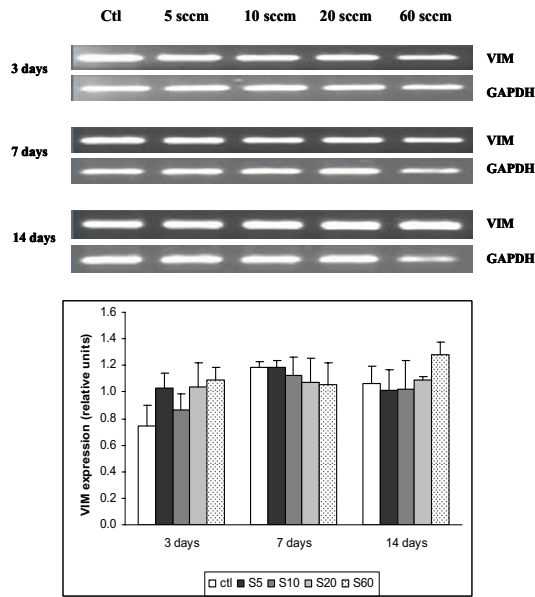 Ctl 5 sccm 10 sccm 20 sccm 60 sccm
3 days
VIM
GAPDH
7 days
VIM
GAPDH
14 days
VIM
GAPDH
VIM expression (relative units)
1.6
1.4
1.2
1.0
0.8
0.6
0.4
0.2
0.0
3 days 7 days 14 days
ctl S5 S10 S20 S60